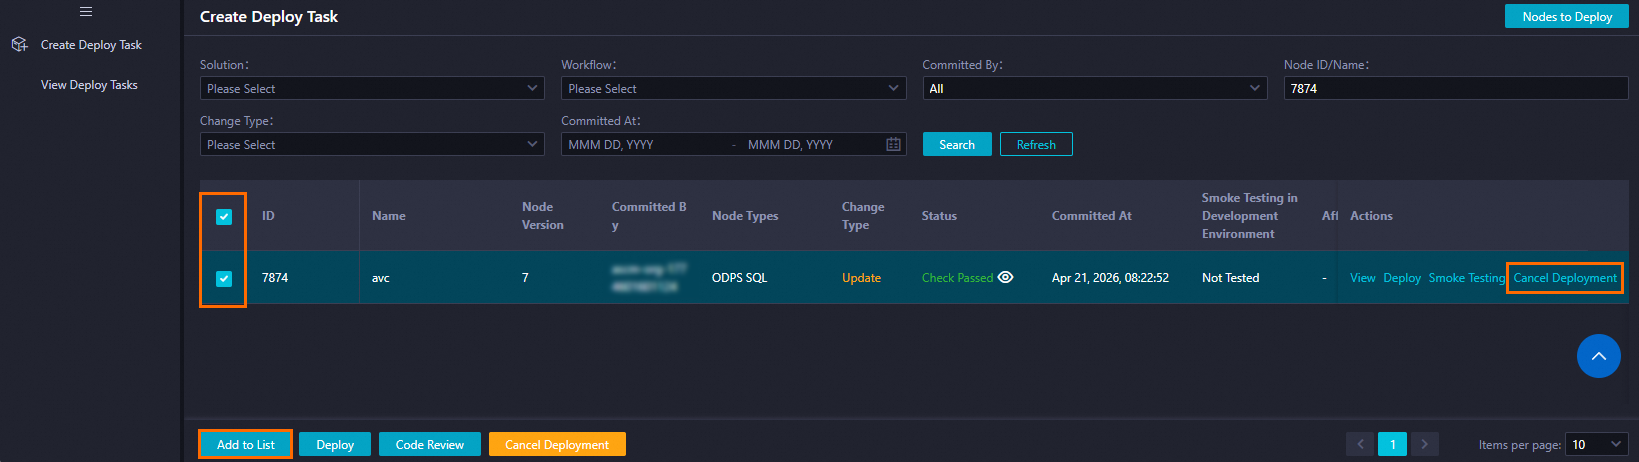 Create Deploy Task
View Deploy Tasks
Create Deploy Task
Nodes to Deploy
Solution: Workflow: Committed By: Node ID/Name:
Please Select Please Select All 7874
Change Type: Committed At:
Please Select MMM DD, YYYY - MMM DD, YYYY Search Refresh
ID Name Node Version Committed B y Node Types Change Type Status Committed At Smoke Testing in Development Environment Af Actions
7874 avc 7 ODPS SQL Update Check Passed Apr 21, 2026, 08:22:52 Not Tested - View Deploy Smoke Testing Cancel Deployment
Add to List Deploy Code Review Cancel Deployment 1 Items per page: 10